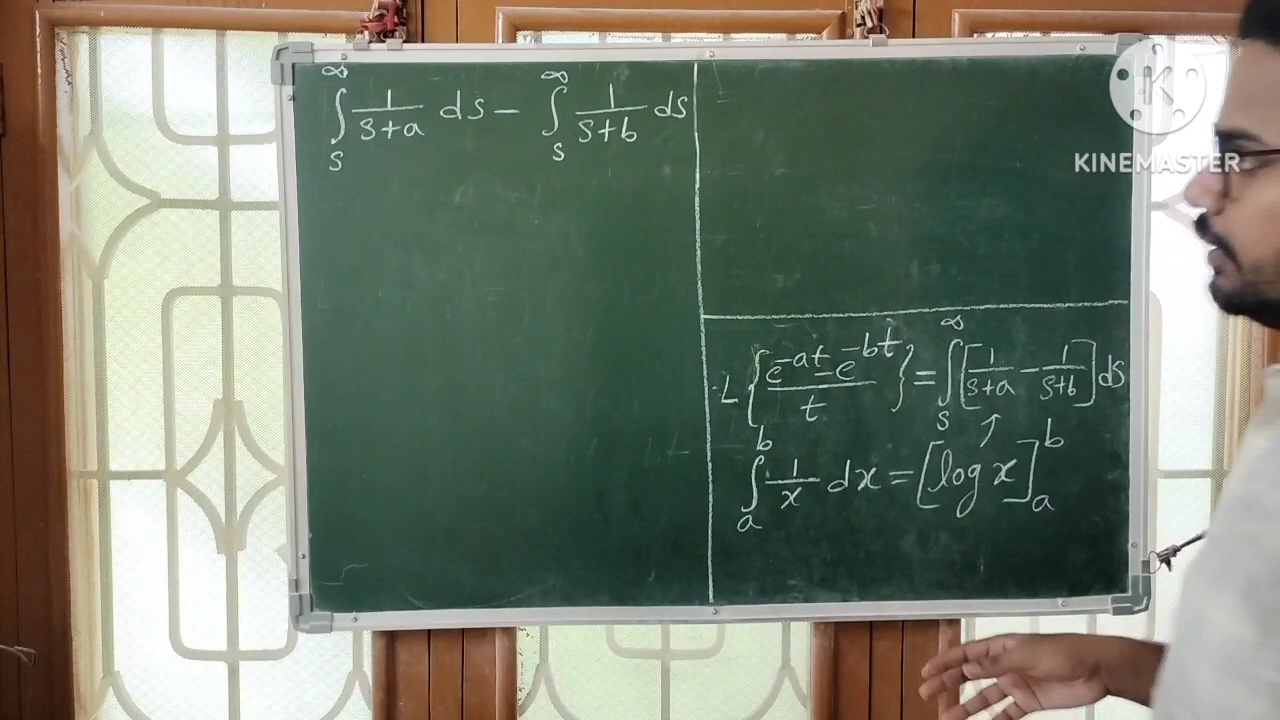 ∫_s^∞ 1/(s+a) ds − ∫_s^∞ 1/(s+b) ds
K
KINEMASTER
L{(e^−at − e^−bt)/t} = ∫_s^∞ [1/(s+a) − 1/(s+b)] ds
∫_a^b 1/x dx = [log x]_a^b